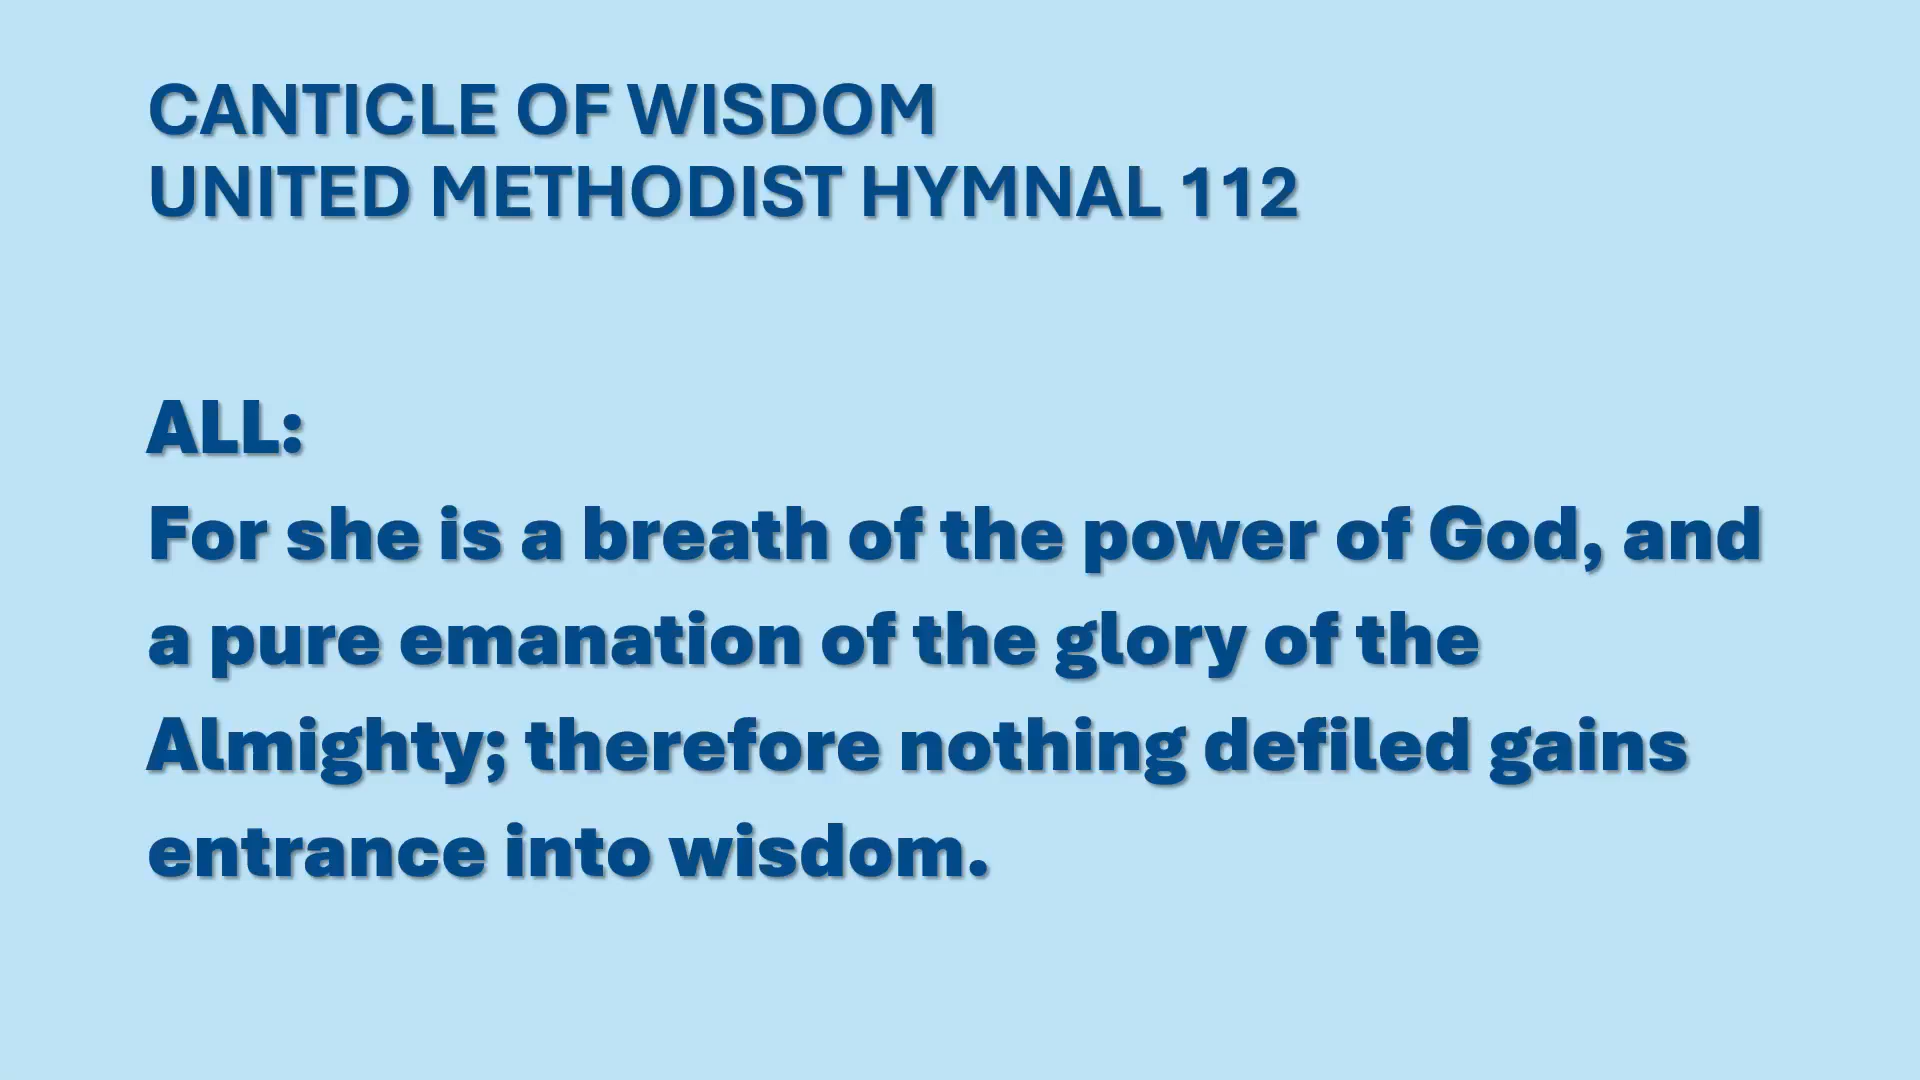 CANTICLE OF WISDOM
UNITED METHODIST HYMNAL 112
ALL:
For she is a breath of the power of God, and
a pure emanation of the glory of the
Almighty; therefore nothing defiled gains
entrance into wisdom.